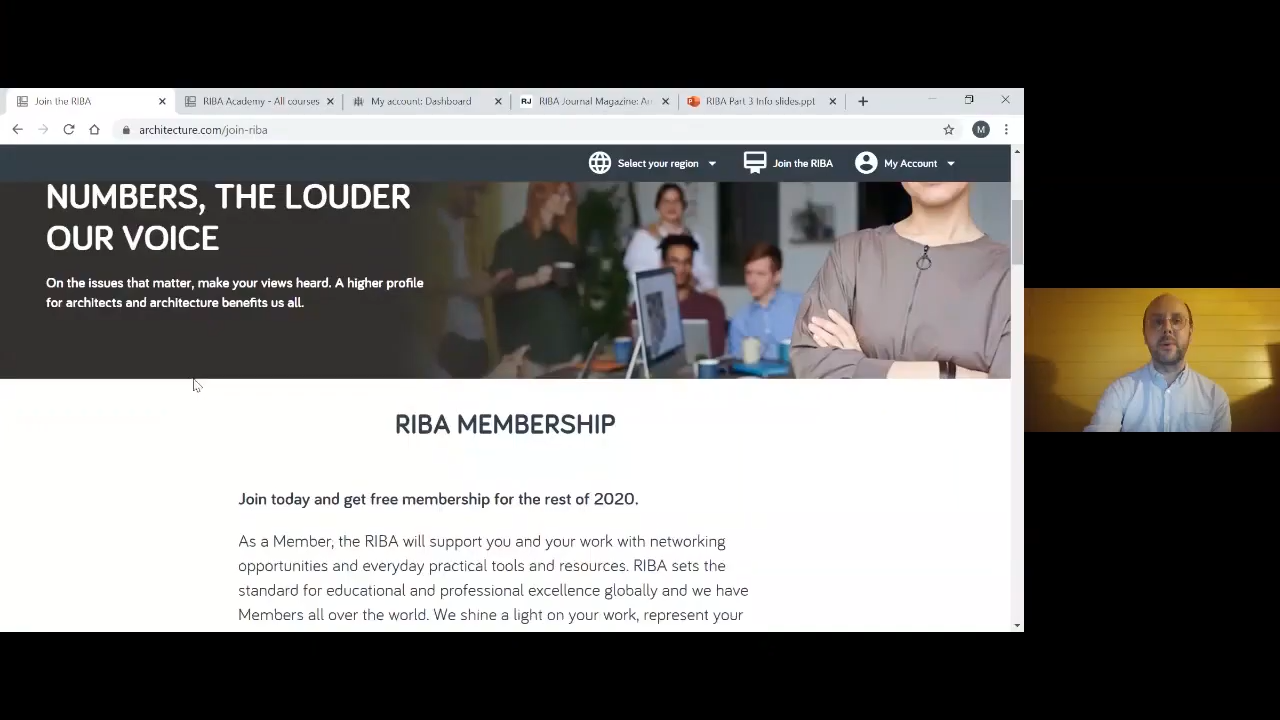 Join the RIBA
RIBA Academy - All courses
My account: Dashboard
RJ
RIBA Journal Magazine: Ar
RIBA Part 3 Info slides.ppt
architecture.com/join-riba
M
Select your region
Join the RIBA
My Account
NUMBERS, THE LOUDER
OUR VOICE
On the issues that matter, make your views heard. A higher profile
for architects and architecture benefits us all.
RIBA MEMBERSHIP
Join today and get free membership for the rest of 2020.
As a Member, the RIBA will support you and your work with networking
opportunities and everyday practical tools and resources. RIBA sets the
standard for educational and professional excellence globally and we have
Members all over the world. We shine a light on your work, represent your